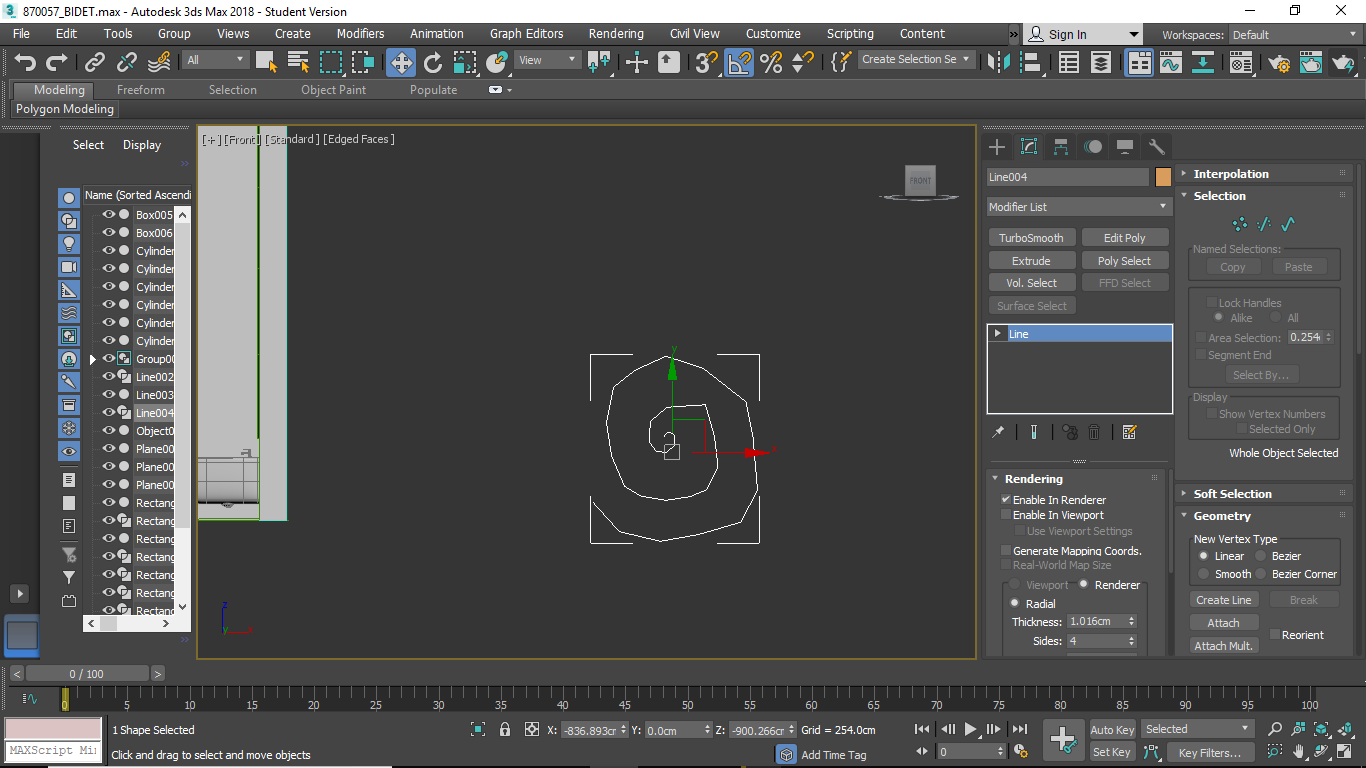 870057_BIDET.max - Autodesk 3ds Max 2018 - Student Version
File Edit Tools Group Views Create Modifiers Animation Graph Editors Rendering Civil View Customize Scripting Content Sign In Workspaces: Default
All View Create Selection Se
Modeling Freeform Selection Object Paint Populate
Polygon Modeling
Select Display
Name (Sorted Ascendi
Box005
Box006
Cylinder
Cylinder
Cylinder
Cylinder
Cylinder
Cylinder
Group00
Line002
Line003
Line004
Object0
Plane00
Plane00
Plane00
Rectang
Rectang
Rectang
Rectang
Rectang
Rectang
Rectang
[+] [Front] [Standard] [Edged Faces]
FRONT
y
z
Line004
Modifier List
TurboSmooth Edit Poly
Extrude Poly Select
Vol. Select FFD Select
Surface Select
Line
Rendering
Enable In Renderer
Enable In Viewport
Use Viewport Settings
Generate Mapping Coords.
Real-World Map Size
Viewport Renderer
Radial
Thickness: 1.016cm
Sides: 4
Interpolation
Selection
Named Selections:
Copy Paste
Lock Handles
Alike All
Area Selection: 0.254
Segment End
Select By...
Display
Show Vertex Numbers
Selected Only
Whole Object Selected
Soft Selection
Geometry
New Vertex Type
Linear Bezier
Smooth Bezier Corner
Create Line Break
Attach
Reorient
Attach Mult.
< 0 / 100 >
0 5 10 15 20 25 30 35 40 45 50 55 60 65 70 75 80 85 90 95 100
1 Shape Selected X: -836.893cr Y: 0.0cm Z: -900.266cr Grid = 254.0cm Auto Key Selected
MAXScript Mi Click and drag to select and move objects Add Time Tag 0 Set Key Key Filters...